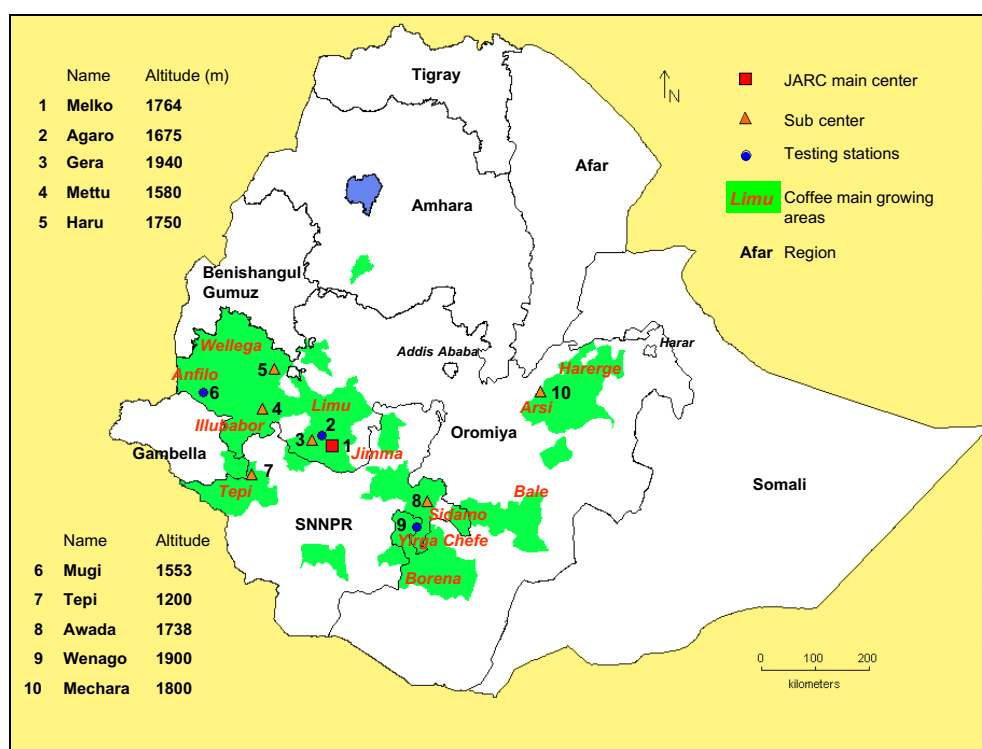 Name Altitude (m)
1 Melko 1764
2 Agaro 1675
3 Gera 1940
4 Mettu 1580
5 Haru 1750
Tigray
N
JARC main center
Sub center
Testing stations
Limu Coffee main growing
areas
Afar Region
Afar
Amhara
Benishangul
Gumuz
Wellega
Anfilo
5
6
4
Illubabor
Limu
2
3
1
Jimma
Gambella
7
Tepi
Addis Ababa
Harar
Harerge
10
Arsi
Oromiya
Somali
Bale
8
Sidamo
9
Yirga Chefe
Borena
SNNPR
Name Altitude
6 Mugi 1553
7 Tepi 1200
8 Awada 1738
9 Wenago 1900
10 Mechara 1800
0 100 200
kilometers